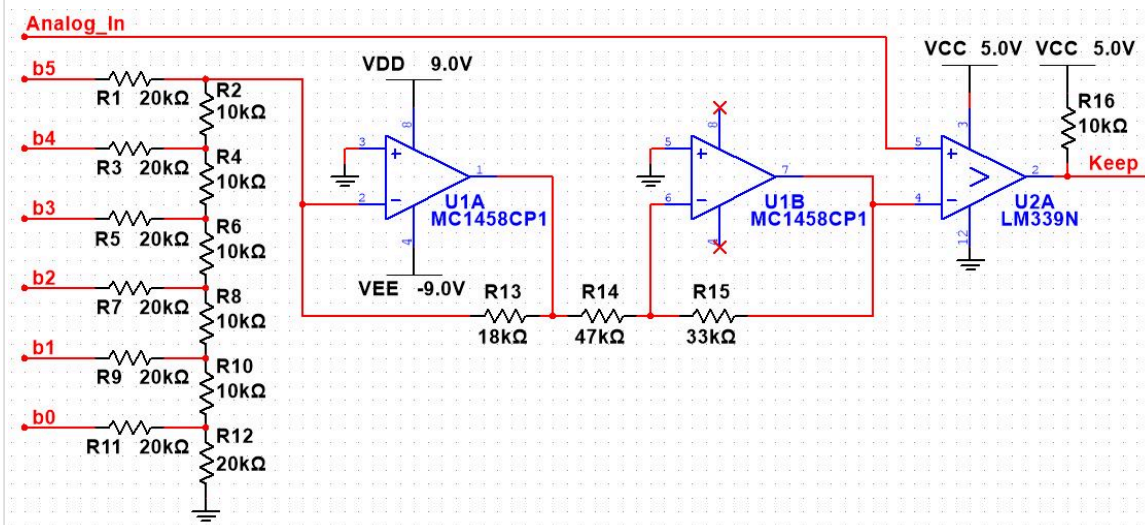 Analog_In
b5
R1 20kΩ
R2
10kΩ
b4
R3 20kΩ
R4
10kΩ
b3
R5 20kΩ
R6
10kΩ
b2
R7 20kΩ
R8
10kΩ
b1
R9 20kΩ
R10
10kΩ
b0
R11 20kΩ
R12
20kΩ
VDD 9.0V
8
3
+
2
-
1
4
U1A
MC1458CP1
VEE -9.0V
R13
18kΩ
R14
47kΩ
R15
33kΩ
8
5
+
6
-
7
4
U1B
MC1458CP1
VCC 5.0V
VCC 5.0V
R16
10kΩ
3
5
+
4
-
>
2
12
U2A
LM339N
Keep